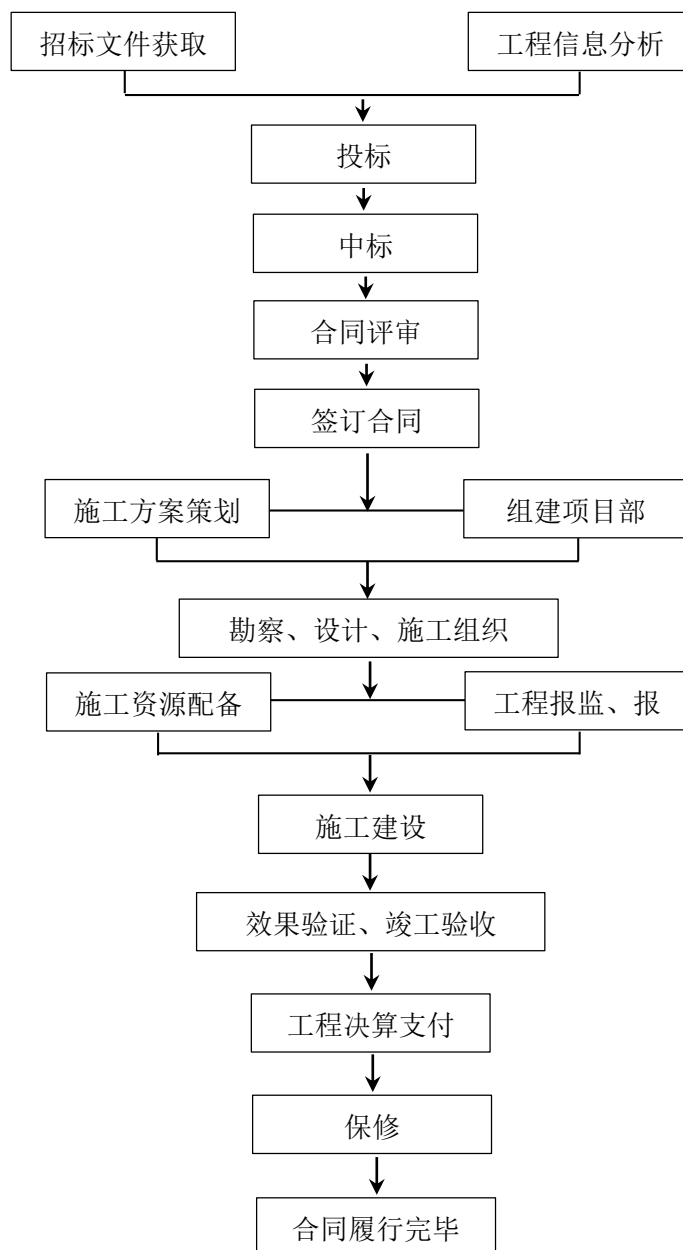 招标文件获取
工程信息分析
投标
中标
合同评审
签订合同
施工方案策划
组建项目部
勘察、设计、施工组织
施工资源配备
工程报监、报
施工建设
效果验证、竣工验收
工程决算支付
保修
合同履行完毕